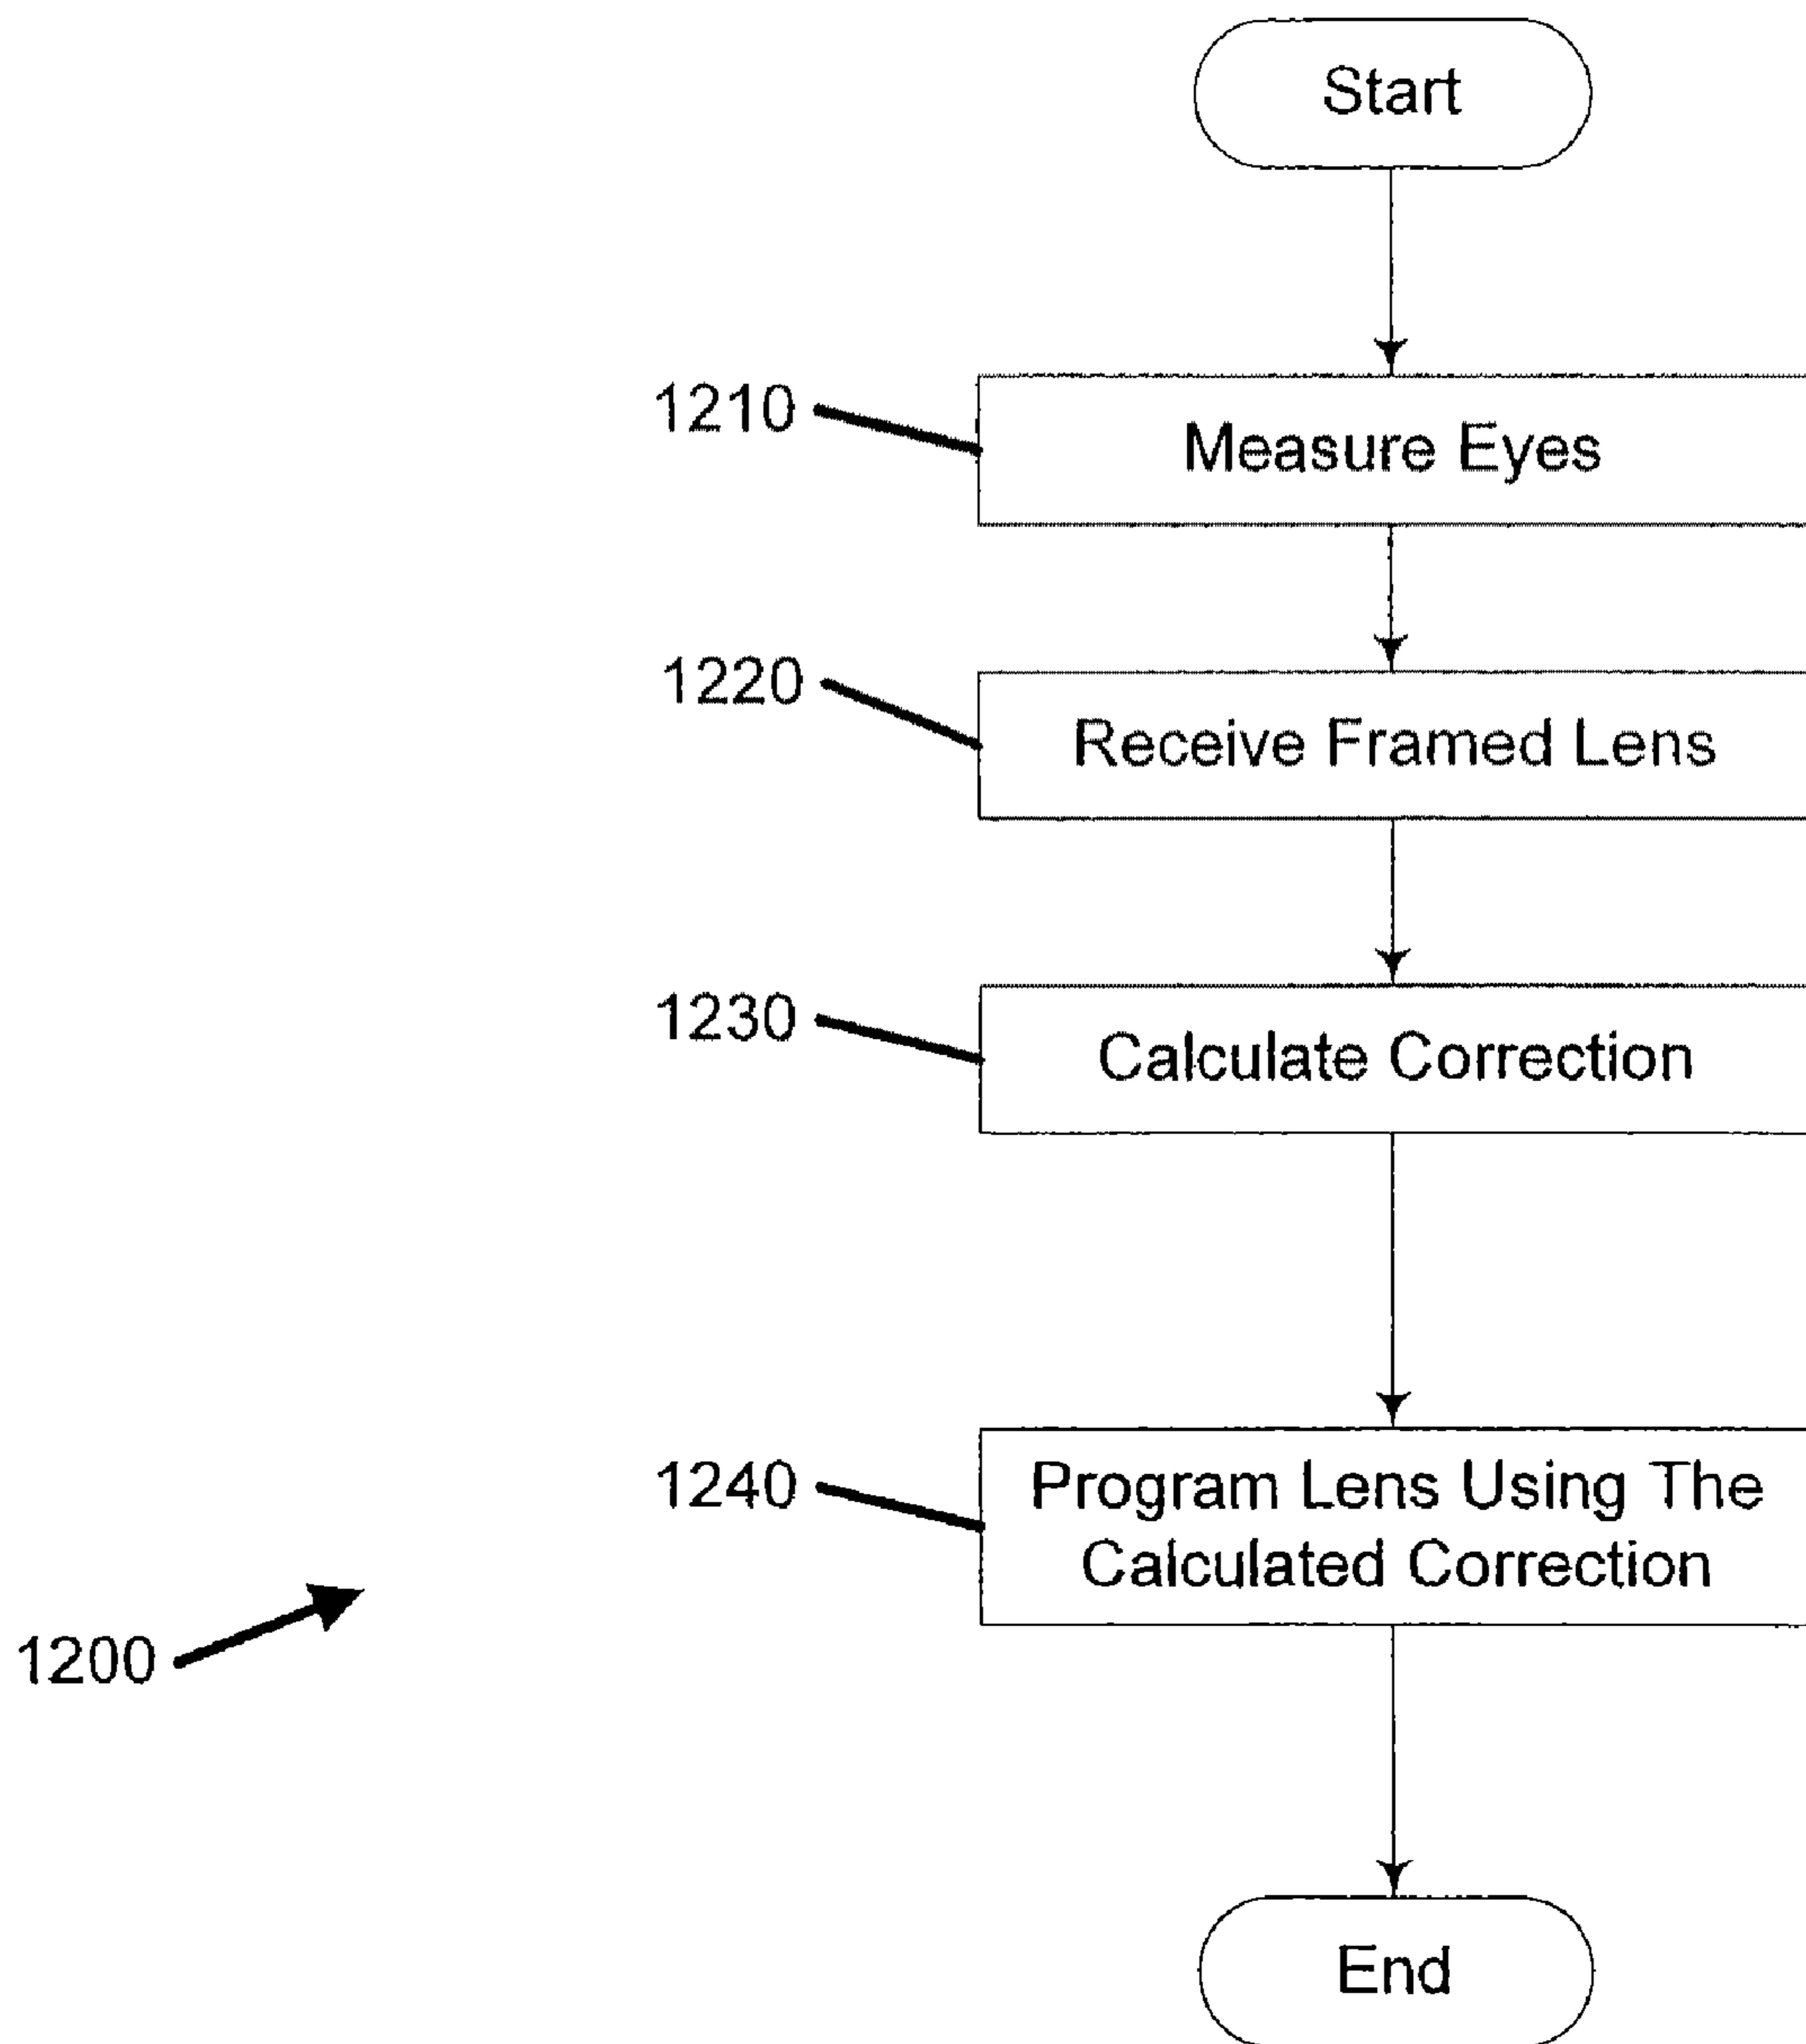 Start
1210
Measure Eyes
1220
Receive Framed Lens
1230
Calculate Correction
1240
Program Lens Using The
Calculated Correction
1200
End